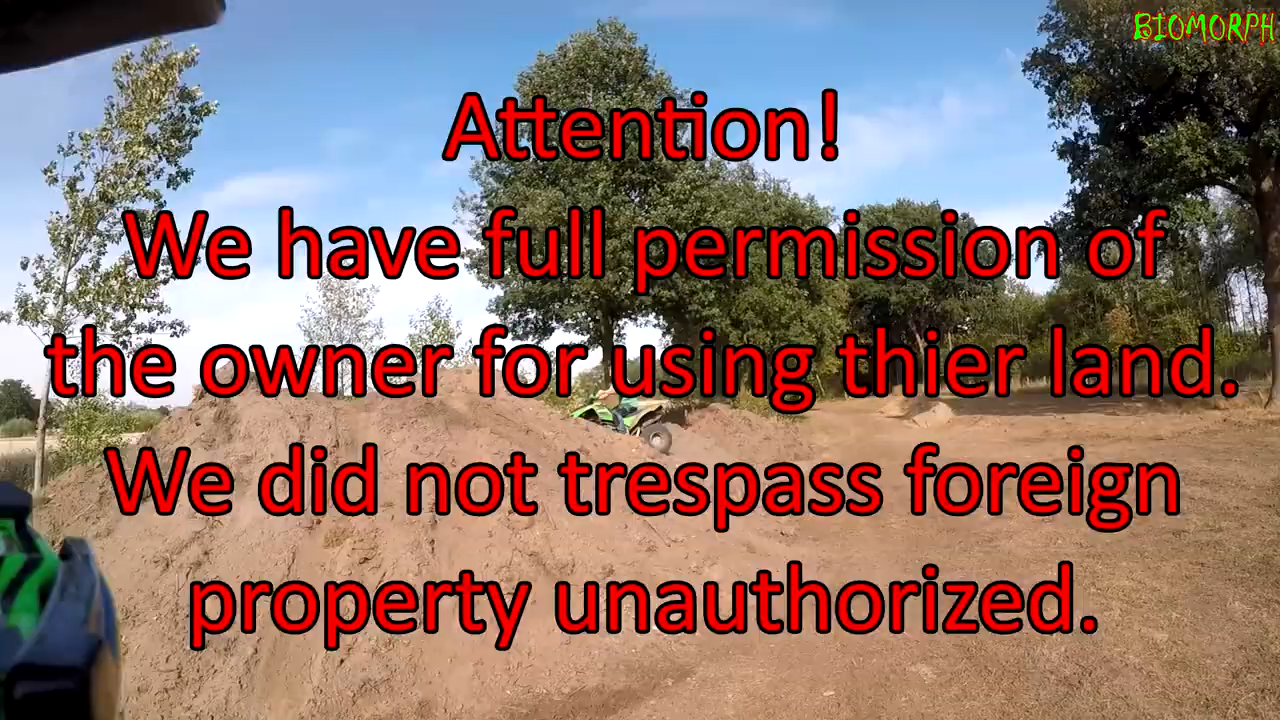 BIOMORPH
Attention!
We have full permission of
the owner for using thier land.
We did not trespass foreign
property unauthorized.